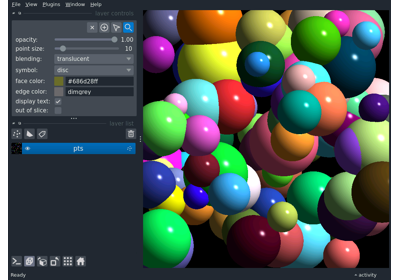 File View Plugins Window Help
layer controls
opacity: 1.00
point size: 10
blending: translucent
symbol: disc
face color: #686d28ff
edge color: dimgrey
display text:
out of slice:
layer list
pts
Ready activity